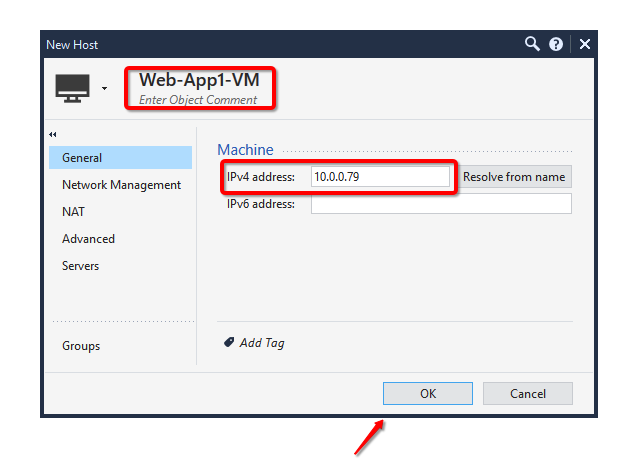 New Host
Web-App1-VM
Enter Object Comment
General
Network Management
NAT
Advanced
Servers
Groups
Machine
IPv4 address: 10.0.0.79 Resolve from name
IPv6 address:
Add Tag
OK Cancel